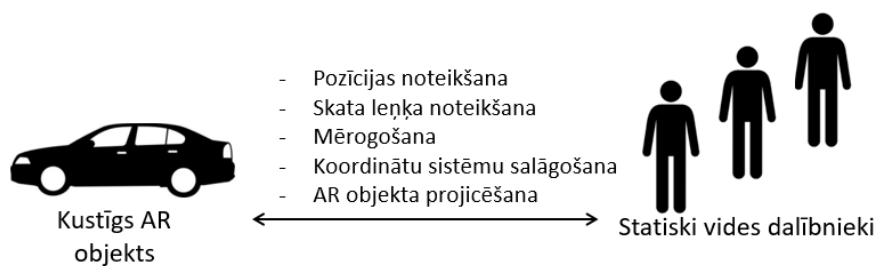 - Pozīcijas noteikšana
- Skata leņķa noteikšana
- Mērogošana
- Koordinātu sistēmu salāgošana
- AR objekta projicēšana
Kustīgs AR
objekts
Statiski vides dalībnieki